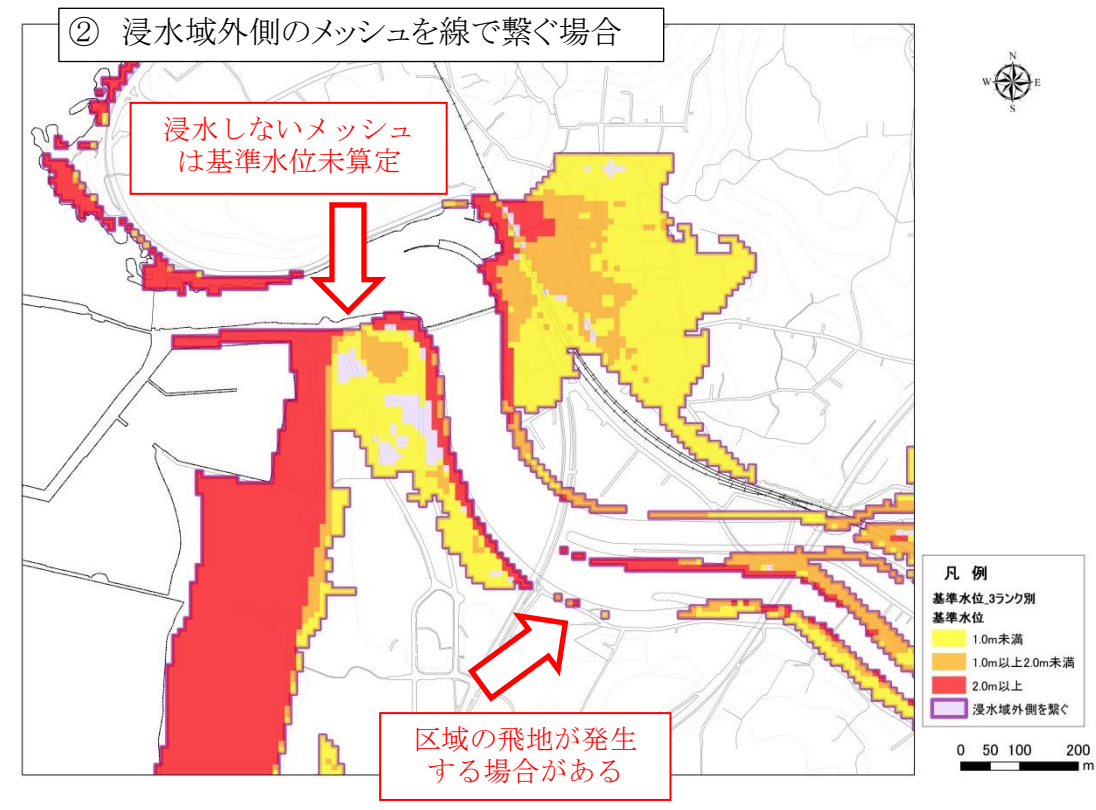 ② 浸水域外側のメッシュを線で繋ぐ場合
浸水しないメッシュ
は基準水位未算定
N
W
E
S
凡 例
基準水位_3ランク別
基準水位
1.0m未満
1.0m以上2.0m未満
2.0m以上
浸水域外側を繋ぐ
区域の飛地が発生
する場合がある
0 50 100 200
m